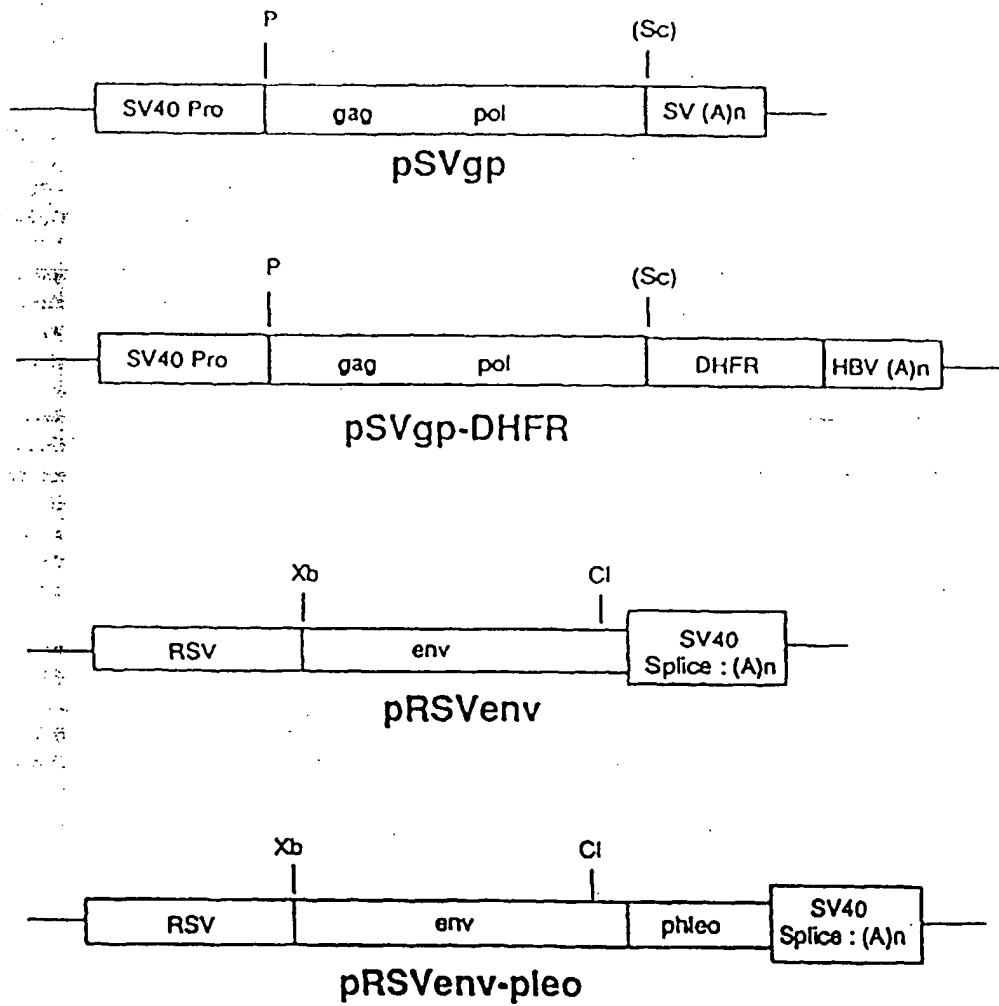 P (Sc)
SV40 Pro gag pol SV (A)n
pSVgp
P (Sc)
SV40 Pro gag pol DHFR HBV (A)n
pSVgp-DHFR
Xb Cl
RSV env SV40
Splice : (A)n
pRSVenv
Xb Cl
RSV env phleo SV40
Splice : (A)n
pRSVenv-pleo